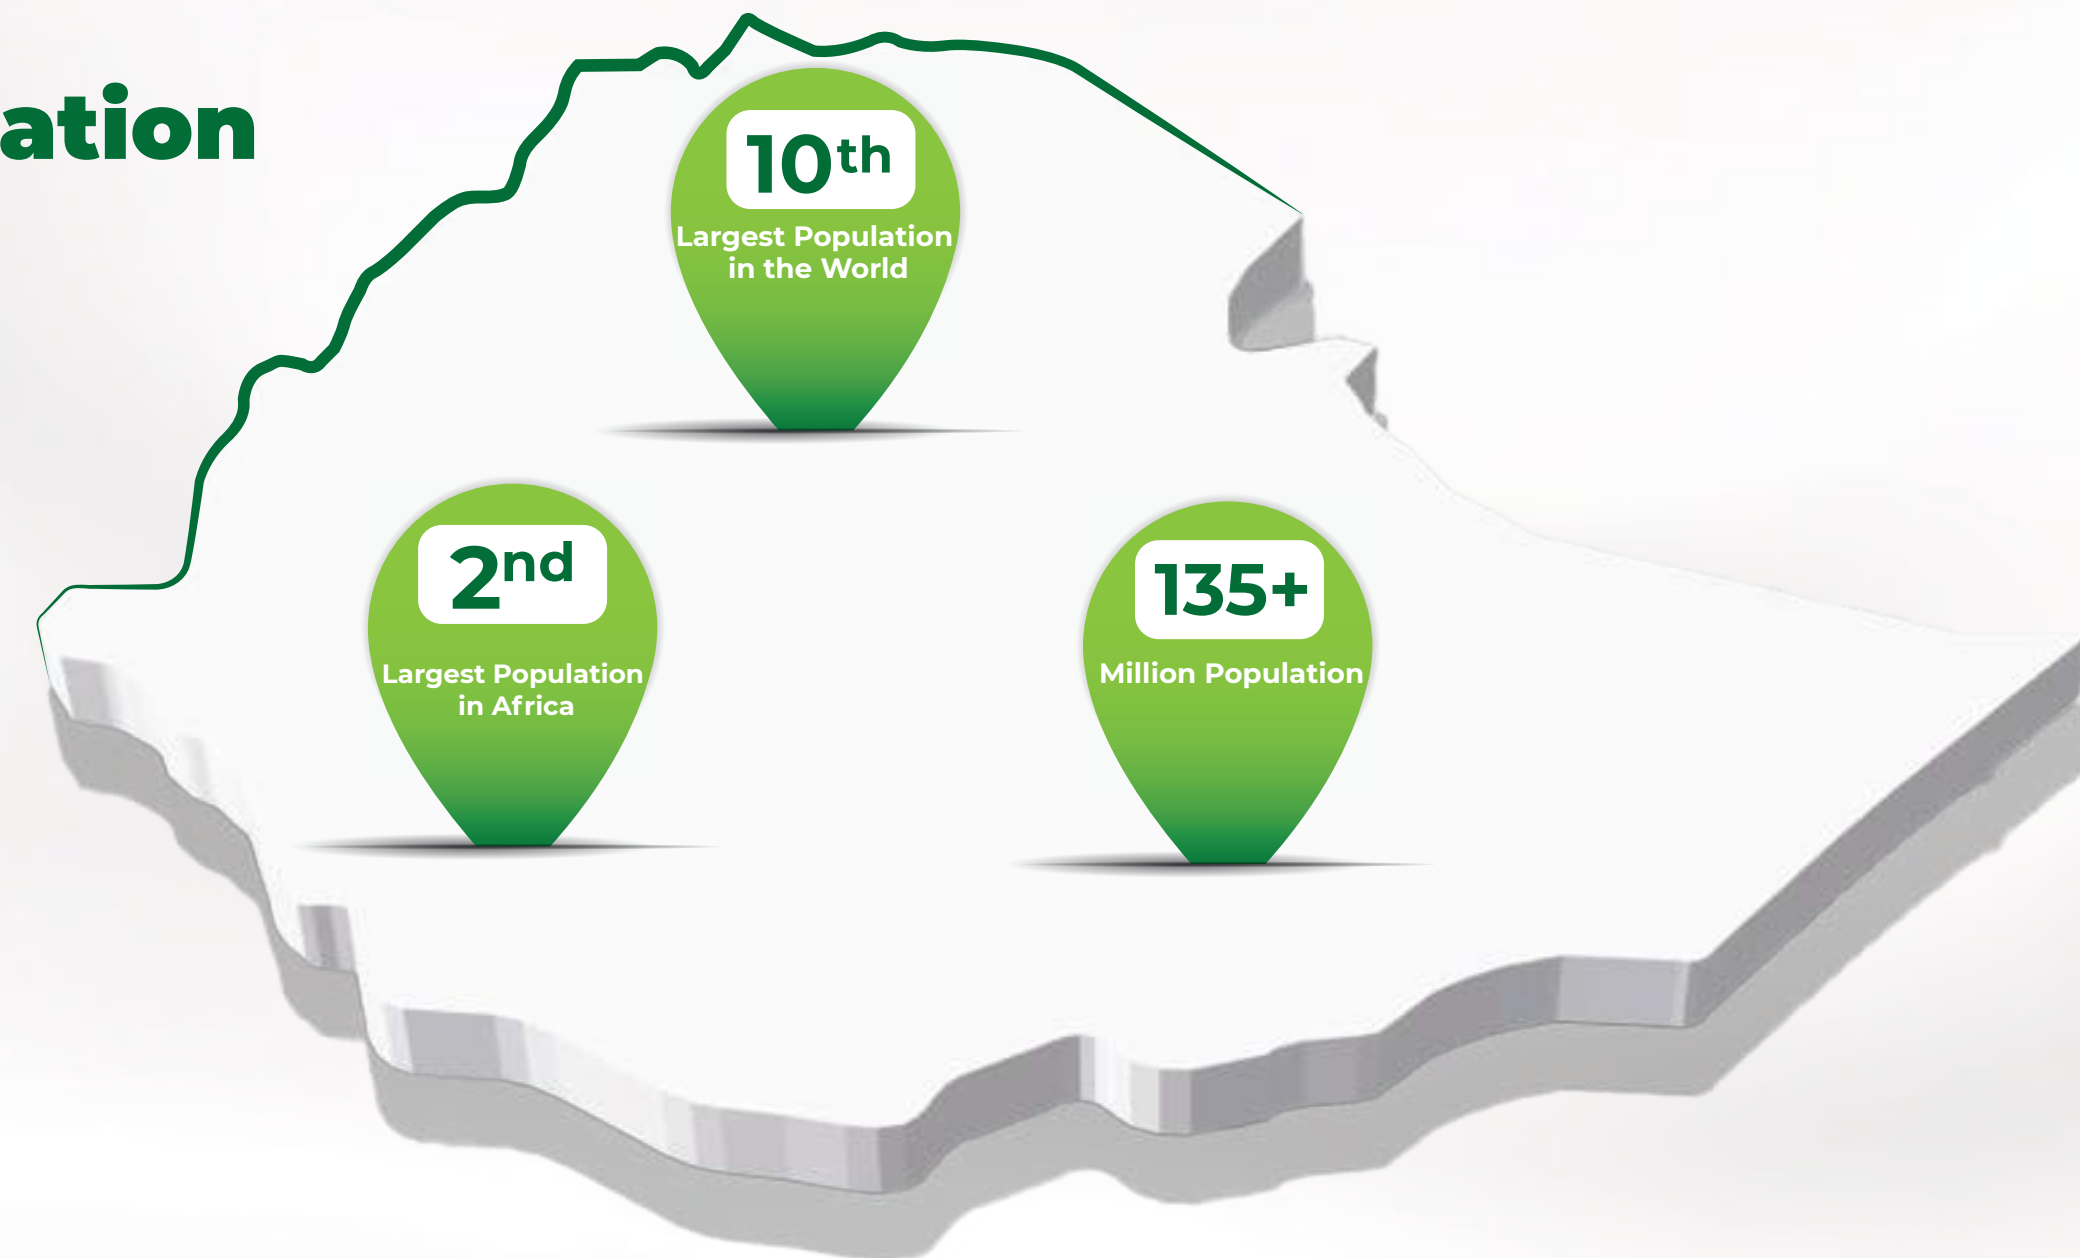 ation
10th
Largest Population
in the World
2nd
Largest Population
in Africa
135+
Million Population